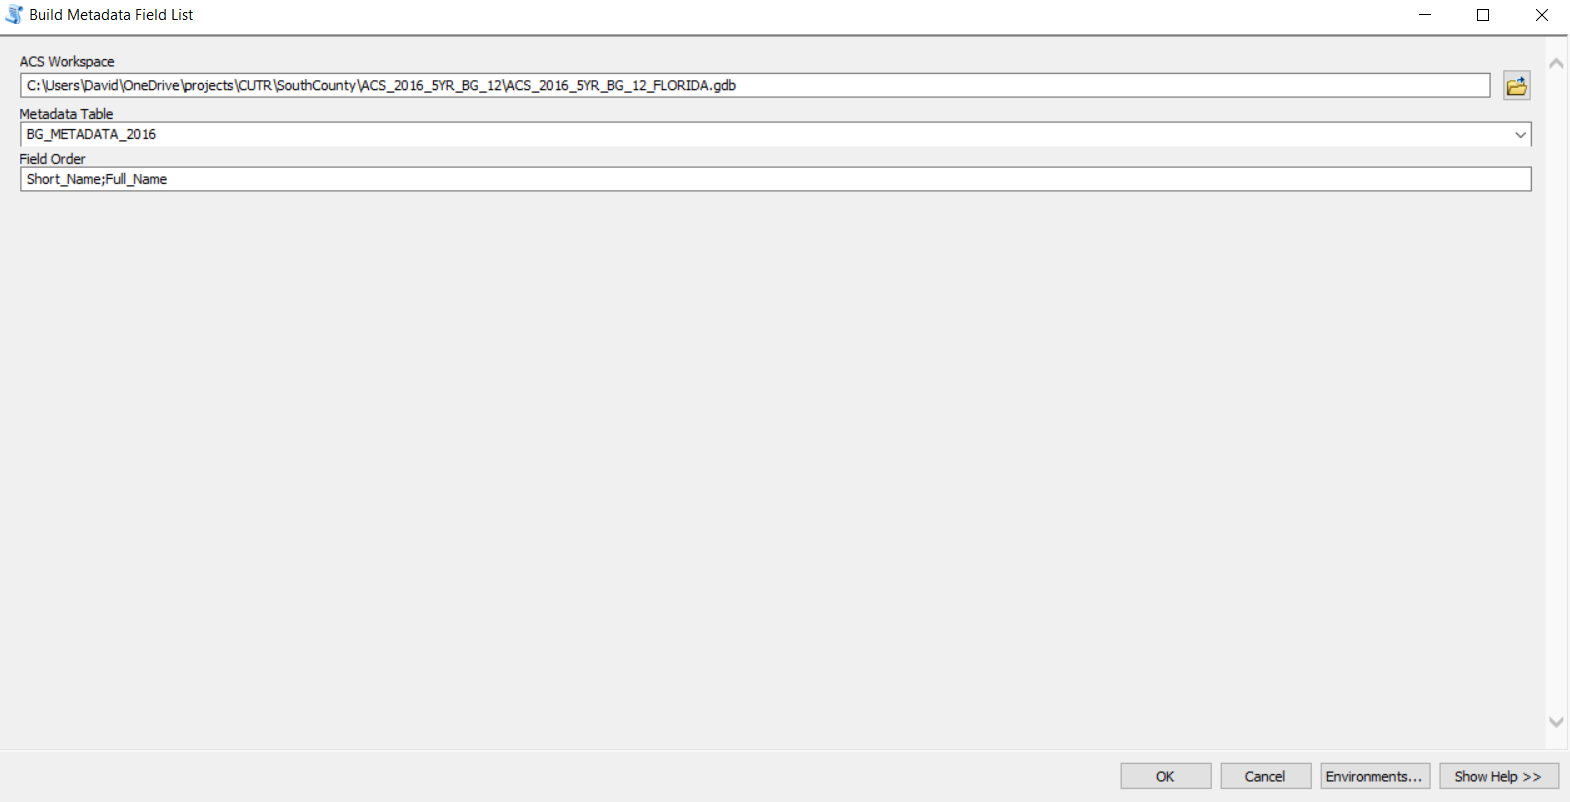 Build Metadata Field List
ACS Workspace
C:\Users\David\OneDrive\projects\CUTR\SouthCounty\ACS_2016_5YR_BG_12\ACS_2016_5YR_BG_12_FLORIDA.gdb
Metadata Table
BG_METADATA_2016
Field Order
Short_Name;Full_Name
OK Cancel Environments... Show Help >>